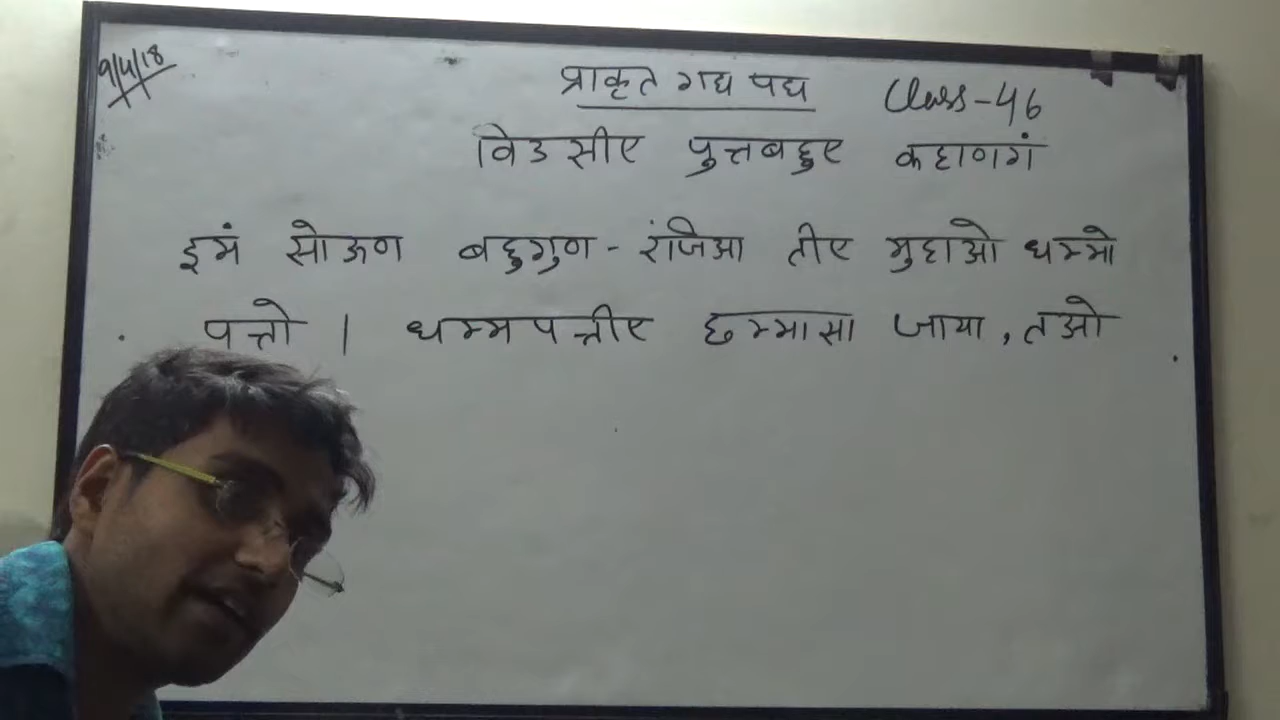 9/4/18
प्राकृत गद्य पद्य Class-46
विउसीए पुत्तबहुए कहाणगं
इमं सोऊण बहुगुण-रंजिआ तीए मुहाओ धम्मो
पत्तो । धम्मपत्तीए छम्मासा जाया, तओ